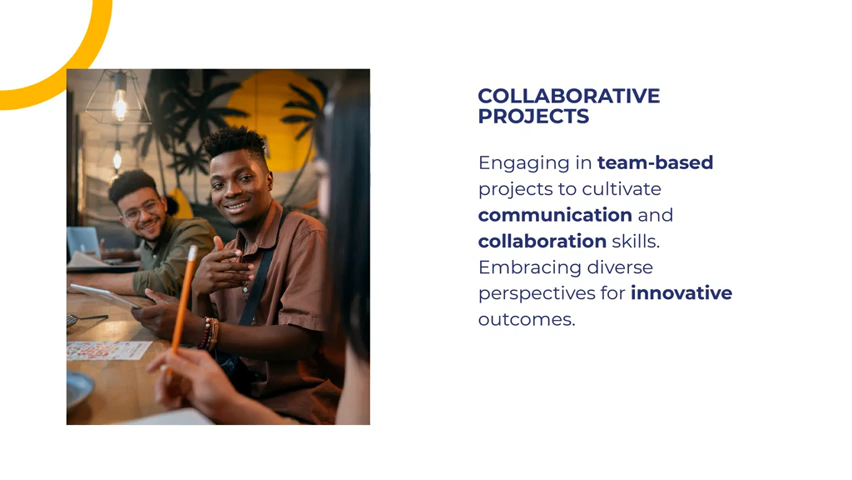 COLLABORATIVE
PROJECTS
Engaging in team-based
projects to cultivate
communication and
collaboration skills.
Embracing diverse
perspectives for innovative
outcomes.